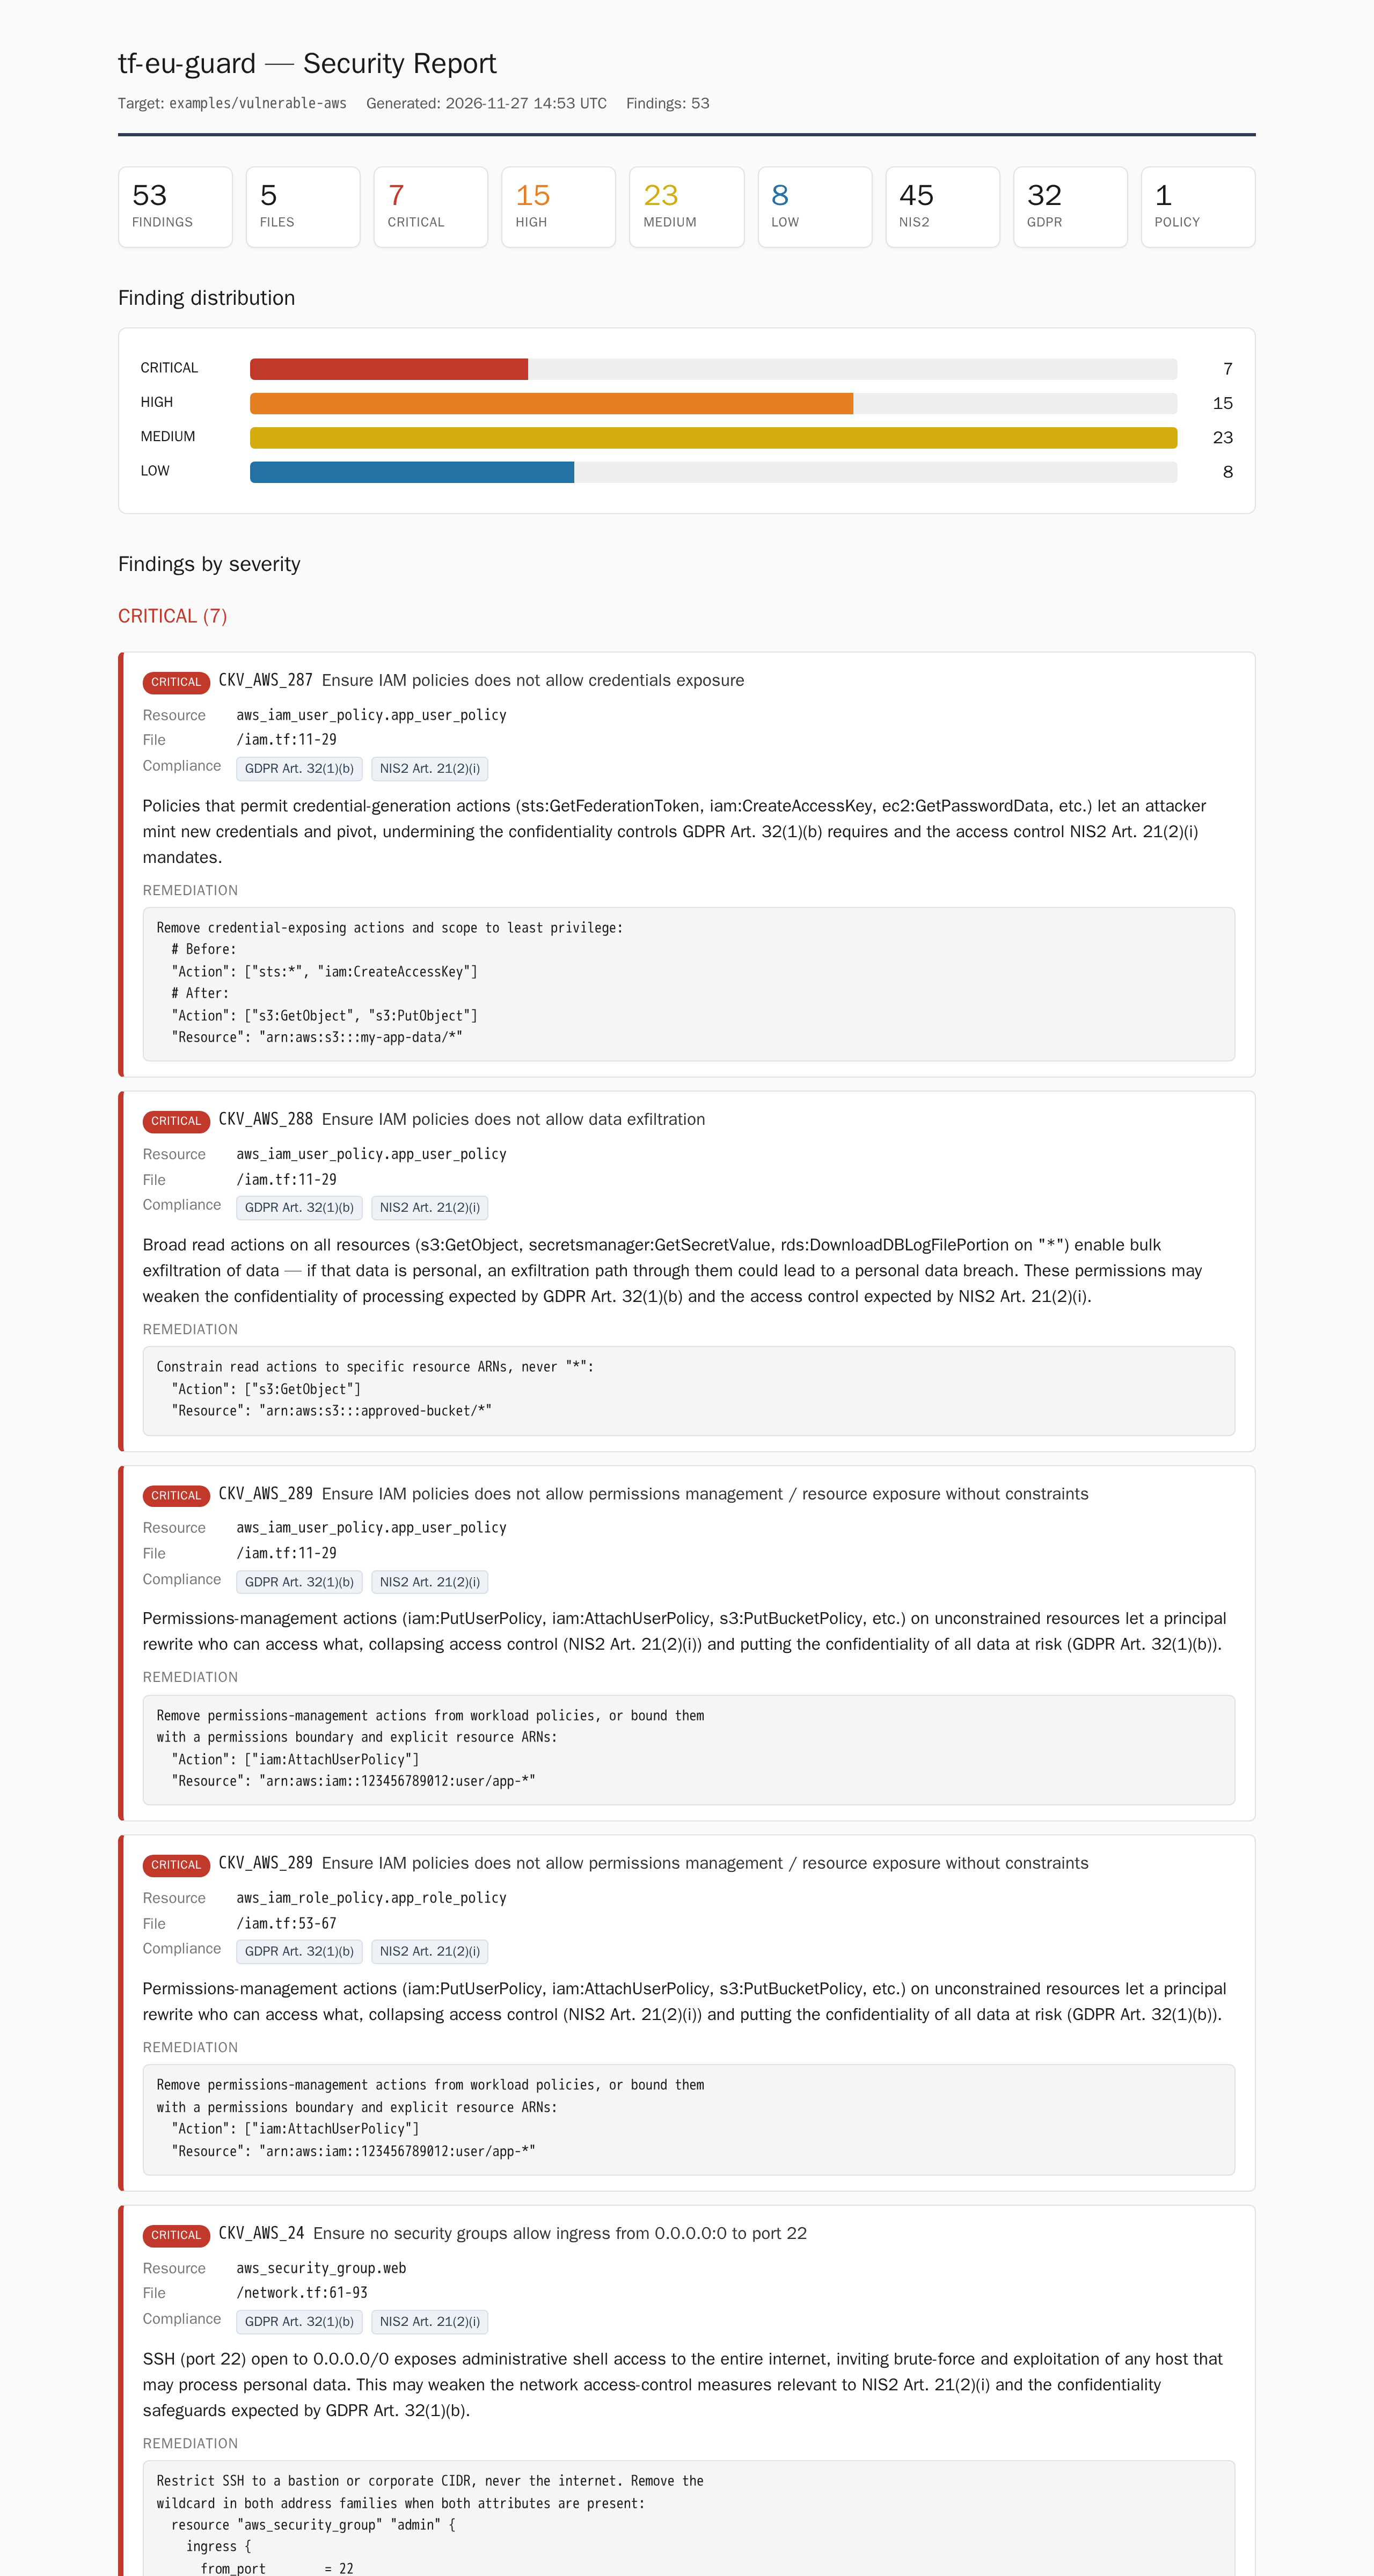 tf-eu-guard — Security Report
Target: examples/vulnerable-aws Generated: 2026-11-27 14:53 UTC Findings: 53
53 5 7 15 23 8 45 32 1
FINDINGS FILES CRITICAL HIGH MEDIUM LOW NIS2 GDPR POLICY
Finding distribution
CRITICAL 7
HIGH 15
MEDIUM 23
LOW 8
Findings by severity
CRITICAL (7)
CRITICAL CKV_AWS_287 Ensure IAM policies does not allow credentials exposure
Resource aws_iam_user_policy.app_user_policy
File /iam.tf:11-29
Compliance GDPR Art. 32(1)(b) NIS2 Art. 21(2)(i)
Policies that permit credential-generation actions (sts:GetFederationToken, iam:CreateAccessKey, ec2:GetPasswordData, etc.) let an attacker
mint new credentials and pivot, undermining the confidentiality controls GDPR Art. 32(1)(b) requires and the access control NIS2 Art. 21(2)(i)
mandates.
REMEDIATION
Remove credential-exposing actions and scope to least privilege:
# Before:
"Action": ["sts:*", "iam:CreateAccessKey"]
# After:
"Action": ["s3:GetObject", "s3:PutObject"]
"Resource": "arn:aws:s3:::my-app-data/*"
CRITICAL CKV_AWS_288 Ensure IAM policies does not allow data exfiltration
Resource aws_iam_user_policy.app_user_policy
File /iam.tf:11-29
Compliance GDPR Art. 32(1)(b) NIS2 Art. 21(2)(i)
Broad read actions on all resources (s3:GetObject, secretsmanager:GetSecretValue, rds:DownloadDBLogFilePortion on "*") enable bulk
exfiltration of data — if that data is personal, an exfiltration path through them could lead to a personal data breach. These permissions may
weaken the confidentiality of processing expected by GDPR Art. 32(1)(b) and the access control expected by NIS2 Art. 21(2)(i).
REMEDIATION
Constrain read actions to specific resource ARNs, never "*":
"Action": ["s3:GetObject"]
"Resource": "arn:aws:s3:::approved-bucket/*"
CRITICAL CKV_AWS_289 Ensure IAM policies does not allow permissions management / resource exposure without constraints
Resource aws_iam_user_policy.app_user_policy
File /iam.tf:11-29
Compliance GDPR Art. 32(1)(b) NIS2 Art. 21(2)(i)
Permissions-management actions (iam:PutUserPolicy, iam:AttachUserPolicy, s3:PutBucketPolicy, etc.) on unconstrained resources let a principal
rewrite who can access what, collapsing access control (NIS2 Art. 21(2)(i)) and putting the confidentiality of all data at risk (GDPR Art. 32(1)(b)).
REMEDIATION
Remove permissions-management actions from workload policies, or bound them
with a permissions boundary and explicit resource ARNs:
"Action": ["iam:AttachUserPolicy"]
"Resource": "arn:aws:iam::123456789012:user/app-*"
CRITICAL CKV_AWS_289 Ensure IAM policies does not allow permissions management / resource exposure without constraints
Resource aws_iam_role_policy.app_role_policy
File /iam.tf:53-67
Compliance GDPR Art. 32(1)(b) NIS2 Art. 21(2)(i)
Permissions-management actions (iam:PutUserPolicy, iam:AttachUserPolicy, s3:PutBucketPolicy, etc.) on unconstrained resources let a principal
rewrite who can access what, collapsing access control (NIS2 Art. 21(2)(i)) and putting the confidentiality of all data at risk (GDPR Art. 32(1)(b)).
REMEDIATION
Remove permissions-management actions from workload policies, or bound them
with a permissions boundary and explicit resource ARNs:
"Action": ["iam:AttachUserPolicy"]
"Resource": "arn:aws:iam::123456789012:user/app-*"
CRITICAL CKV_AWS_24 Ensure no security groups allow ingress from 0.0.0.0:0 to port 22
Resource aws_security_group.web
File /network.tf:61-93
Compliance GDPR Art. 32(1)(b) NIS2 Art. 21(2)(i)
SSH (port 22) open to 0.0.0.0/0 exposes administrative shell access to the entire internet, inviting brute-force and exploitation of any host that
may process personal data. This may weaken the network access-control measures relevant to NIS2 Art. 21(2)(i) and the confidentiality
safeguards expected by GDPR Art. 32(1)(b).
REMEDIATION
Restrict SSH to a bastion or corporate CIDR, never the internet. Remove the
wildcard in both address families when both attributes are present:
resource "aws_security_group" "admin" {
ingress {
from_port = 22